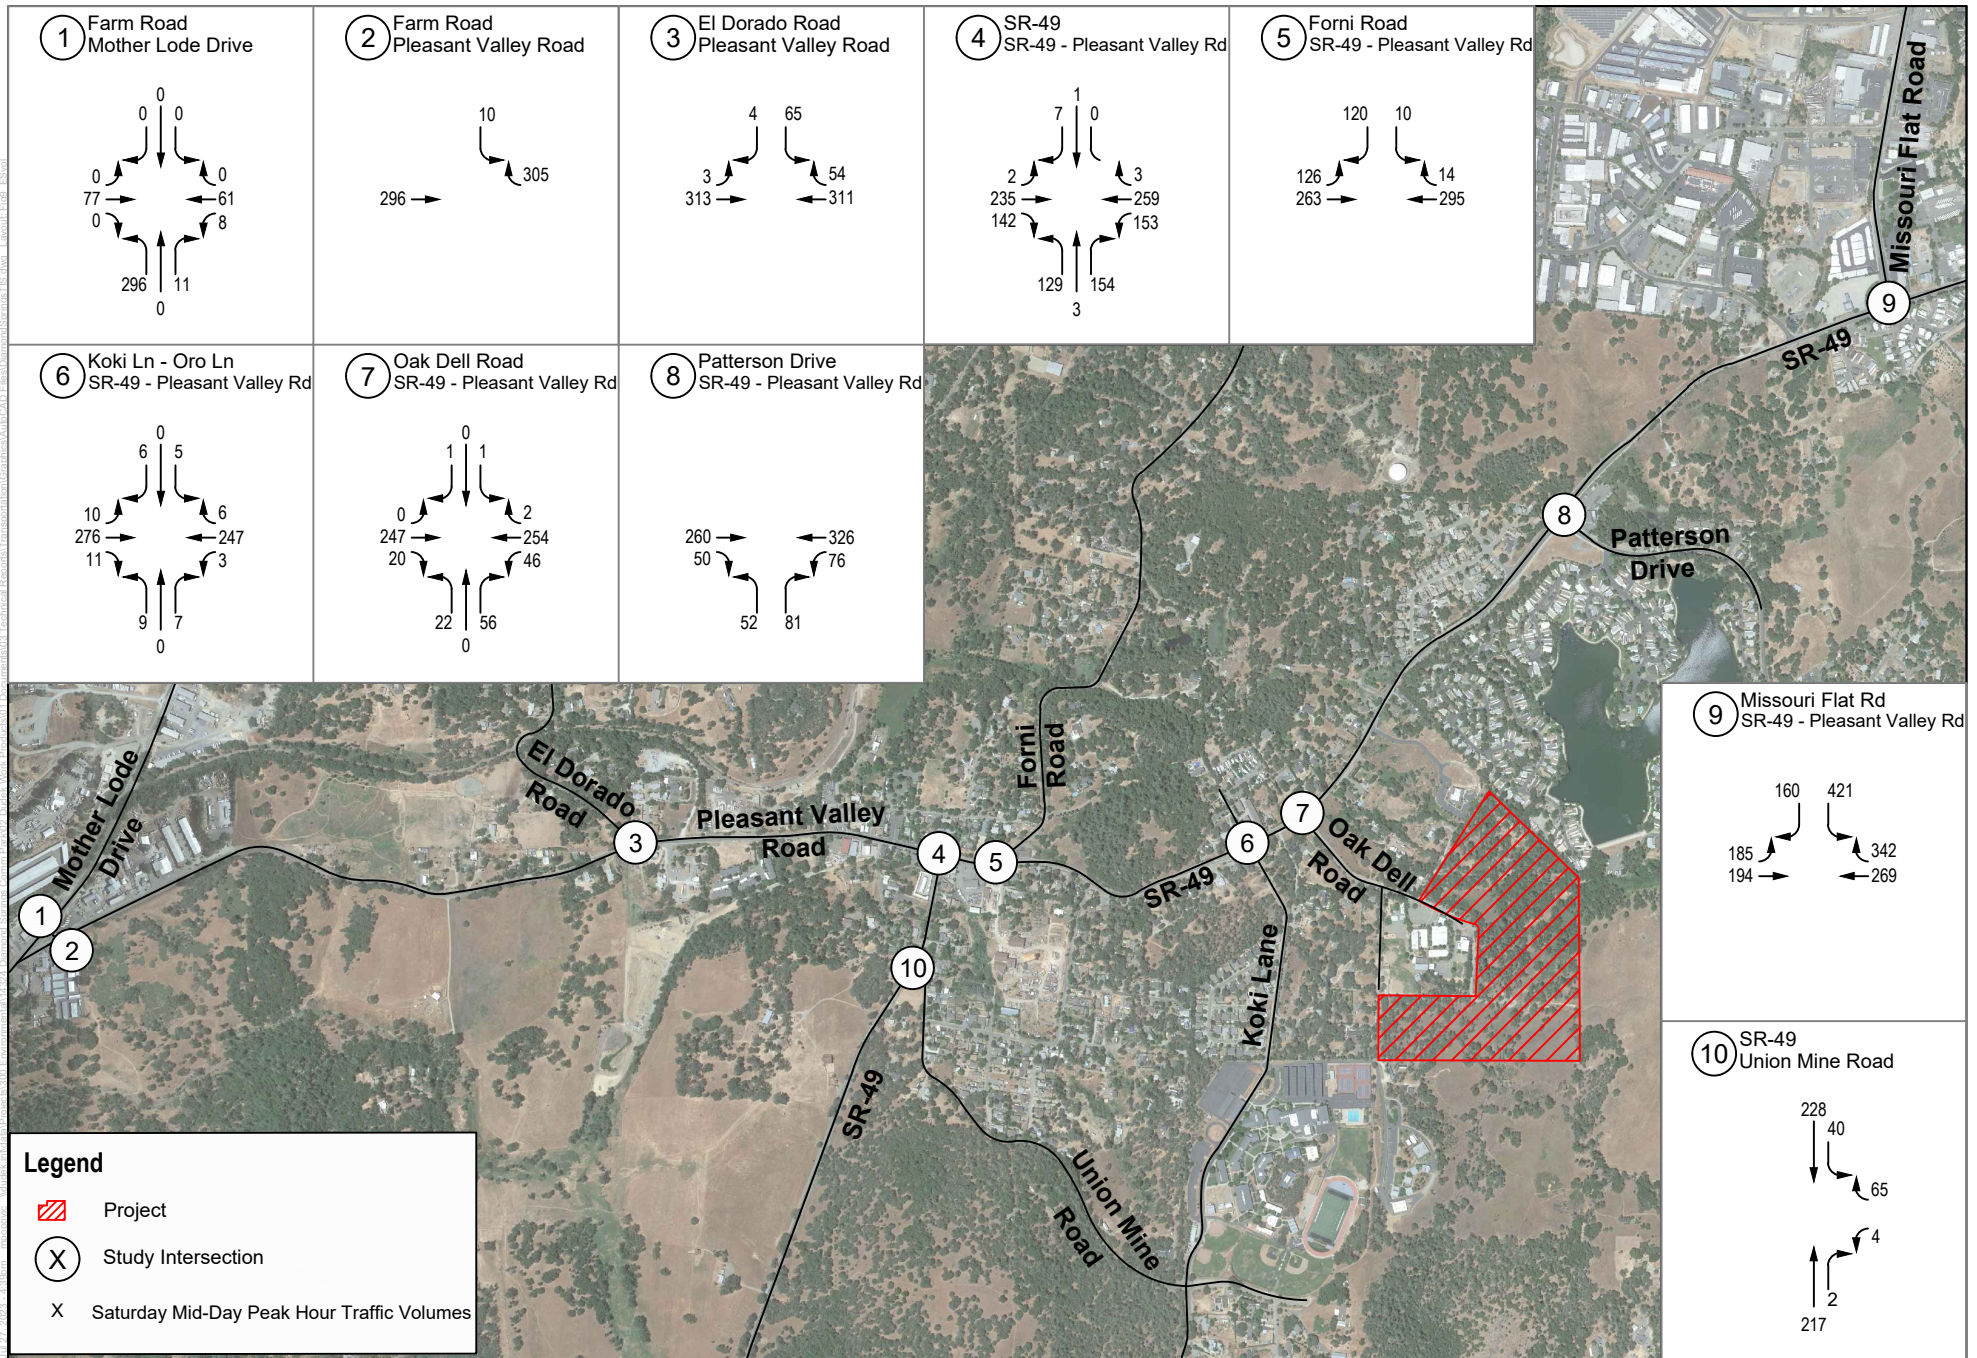 1
Farm Road
Mother Lode Drive
0
0 0
0 0
77 61
0 8
296 11
0
2
Farm Road
Pleasant Valley Road
10
305
296
3
El Dorado Road
Pleasant Valley Road
4 65
3 54
313 311
4
SR-49
SR-49 - Pleasant Valley Rd
1
7 0
2 3
235 259
142 153
129 154
3
5
Forni Road
SR-49 - Pleasant Valley Rd
120 10
126 14
263 295
6
Koki Ln - Oro Ln
SR-49 - Pleasant Valley Rd
0
6 5
10 6
276 247
11 3
9 7
0
7
Oak Dell Road
SR-49 - Pleasant Valley Rd
0
1 1
0 2
247 254
20 46
22 56
0
8
Patterson Drive
SR-49 - Pleasant Valley Rd
260 326
50 76
52 81
9
Missouri Flat Rd
SR-49 - Pleasant Valley Rd
160 421
185 342
194 269
10
SR-49
Union Mine Road
228
40
65
4
2
217
Missouri Flat Road
9
SR-49
8
Patterson
Drive
Forni
Road
Mother Lode
Drive
El Dorado
Road
3
Pleasant Valley
Road
4
5
SR-49
6
7
Oak Dell
Road
1
2
10
Koki Lane
SR-49
Union Mine
Road
Legend
Project
X Study Intersection
X Saturday Mid-Day Peak Hour Traffic Volumes